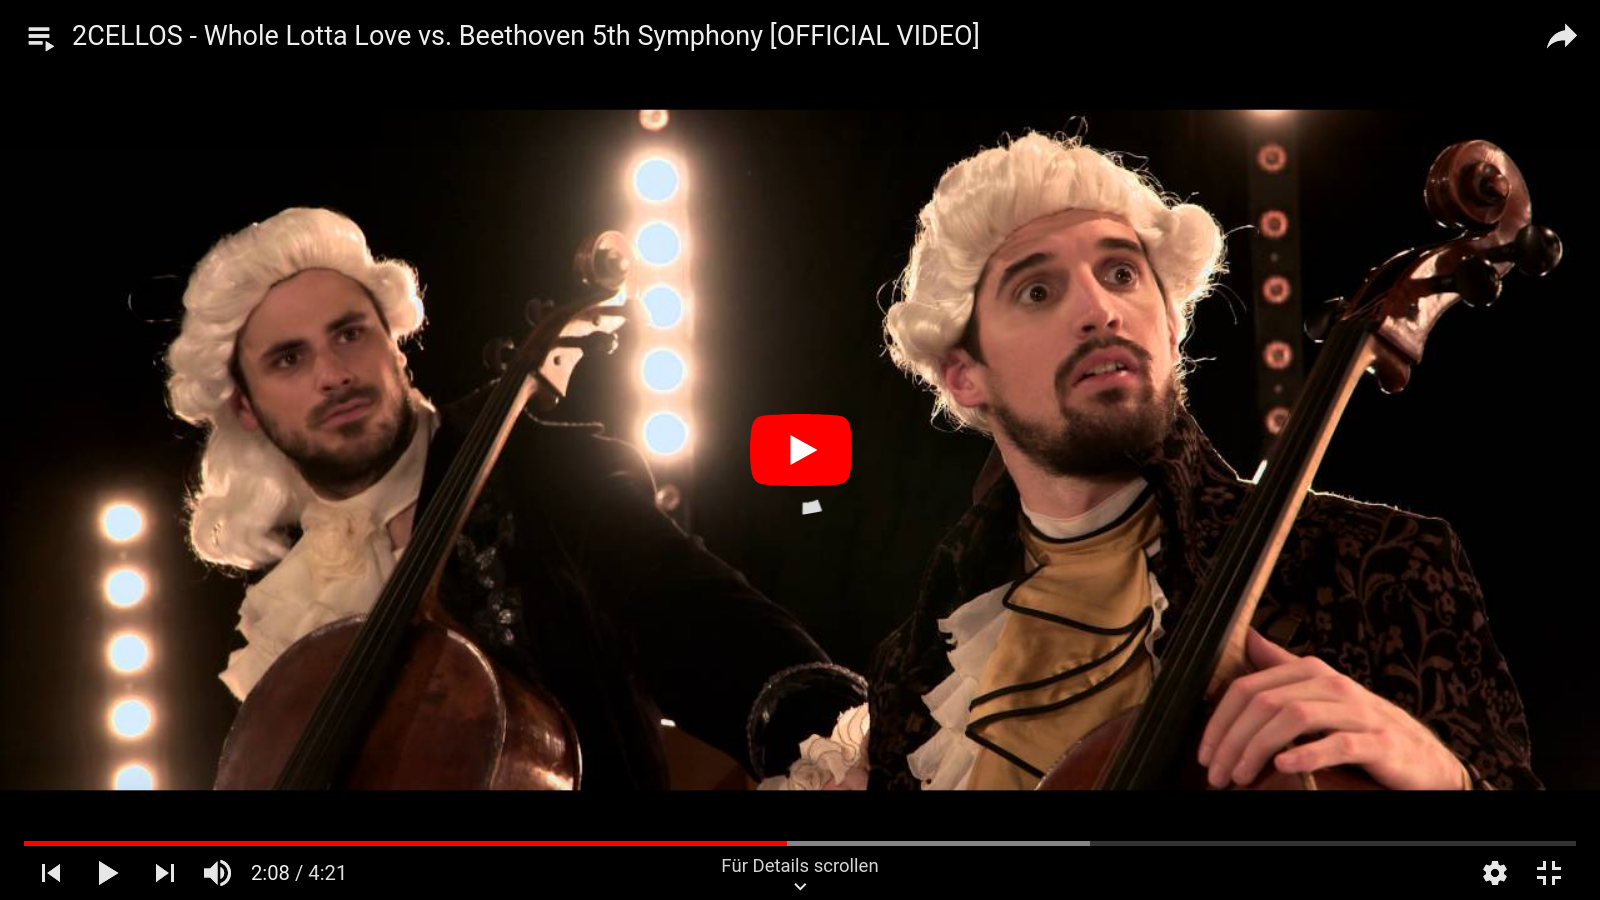 2CELLOS - Whole Lotta Love vs. Beethoven 5th Symphony [OFFICIAL VIDEO]
2:08 / 4:21
Für Details scrollen